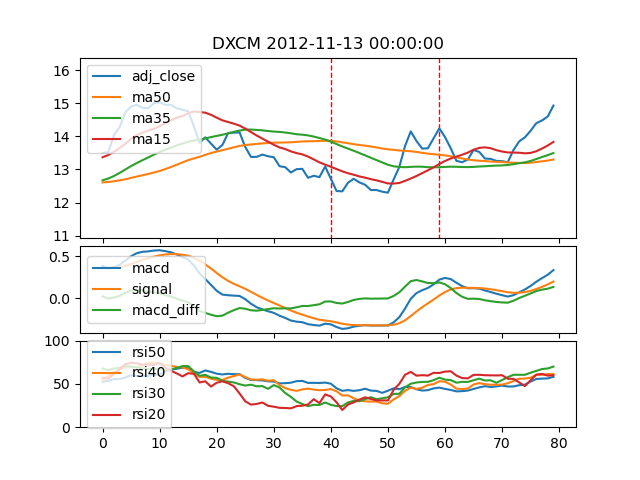 DXCM 2012-11-13 00:00:00
16
15
14
13
12
11
adj_close
ma50
ma35
ma15
0.5
0.0
macd
signal
macd_diff
100
50
0
rsi50
rsi40
rsi30
rsi20
0 10 20 30 40 50 60 70 80